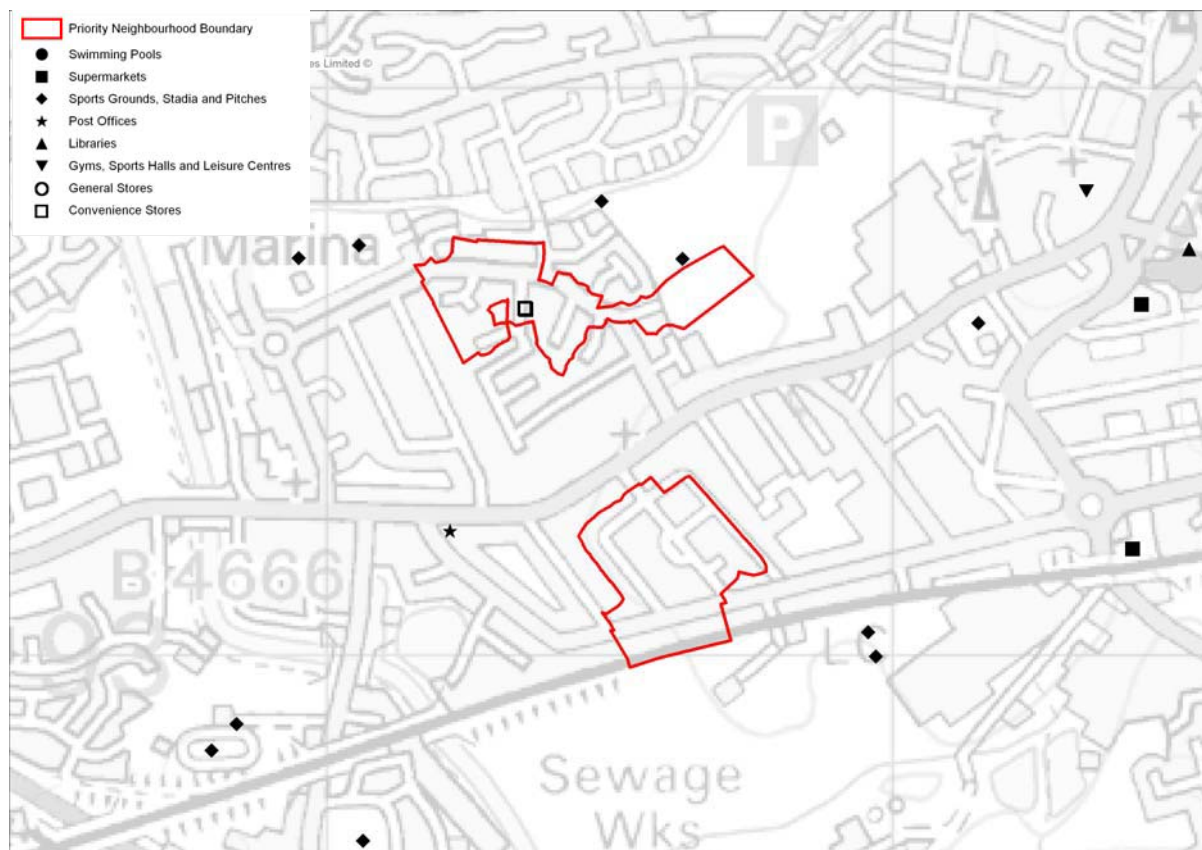 Priority Neighbourhood Boundary
Swimming Pools
Supermarkets
es Limited ©
Sports Grounds, Stadia and Pitches
Post Offices
Libraries
Gyms, Sports Halls and Leisure Centres
General Stores
Convenience Stores
P
Marina
B 4666
LC
Sewage
Wks